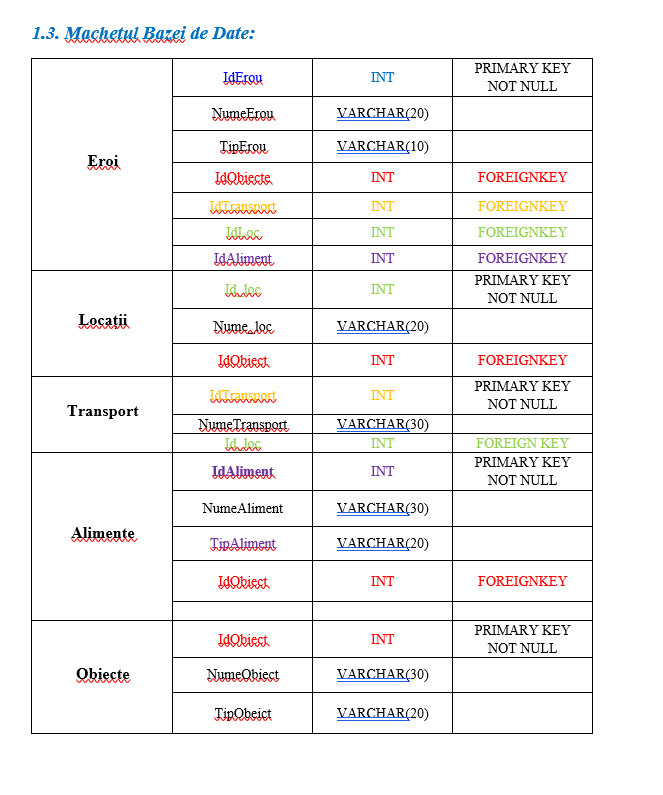 1.3. Machetul Bazei de Date:
Eroi
IdErou INT PRIMARY KEY NOT NULL
NumeErou VARCHAR(20)
TipErou VARCHAR(10)
IdObiecte INT FOREIGNKEY
IdTransport INT FOREIGNKEY
IdLoc INT FOREIGNKEY
IdAliment INT FOREIGNKEY
Locații
Id_loc INT PRIMARY KEY NOT NULL
Nume_loc VARCHAR(20)
IdObiect INT FOREIGNKEY
Transport
IdTransport INT PRIMARY KEY NOT NULL
NumeTransport VARCHAR(30)
Id_loc INT FOREIGN KEY
Alimente
IdAliment INT PRIMARY KEY NOT NULL
NumeAliment VARCHAR(30)
TipAliment VARCHAR(20)
IdObiect INT FOREIGNKEY
Obiecte
IdObiect INT PRIMARY KEY NOT NULL
NumeObiect VARCHAR(30)
TipObeict VARCHAR(20)